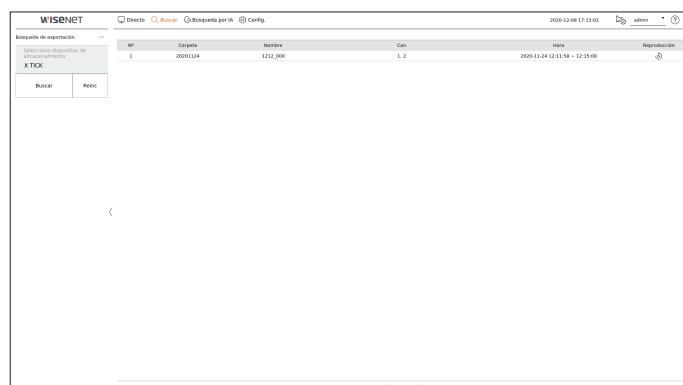 WISENET
Directo Buscar Búsqueda por IA Config. 2020-12-08 17:13:02 admin ?
Búsqueda de exportación ...
Seleccione dispositivo de
almacenamiento
X TICK
Buscar Reinc
Nº Carpeta Nombre Can Hora Reproducción
1 20201124 1212_000 1..2 2020-11-24 12:11:58 ~ 12:15:00